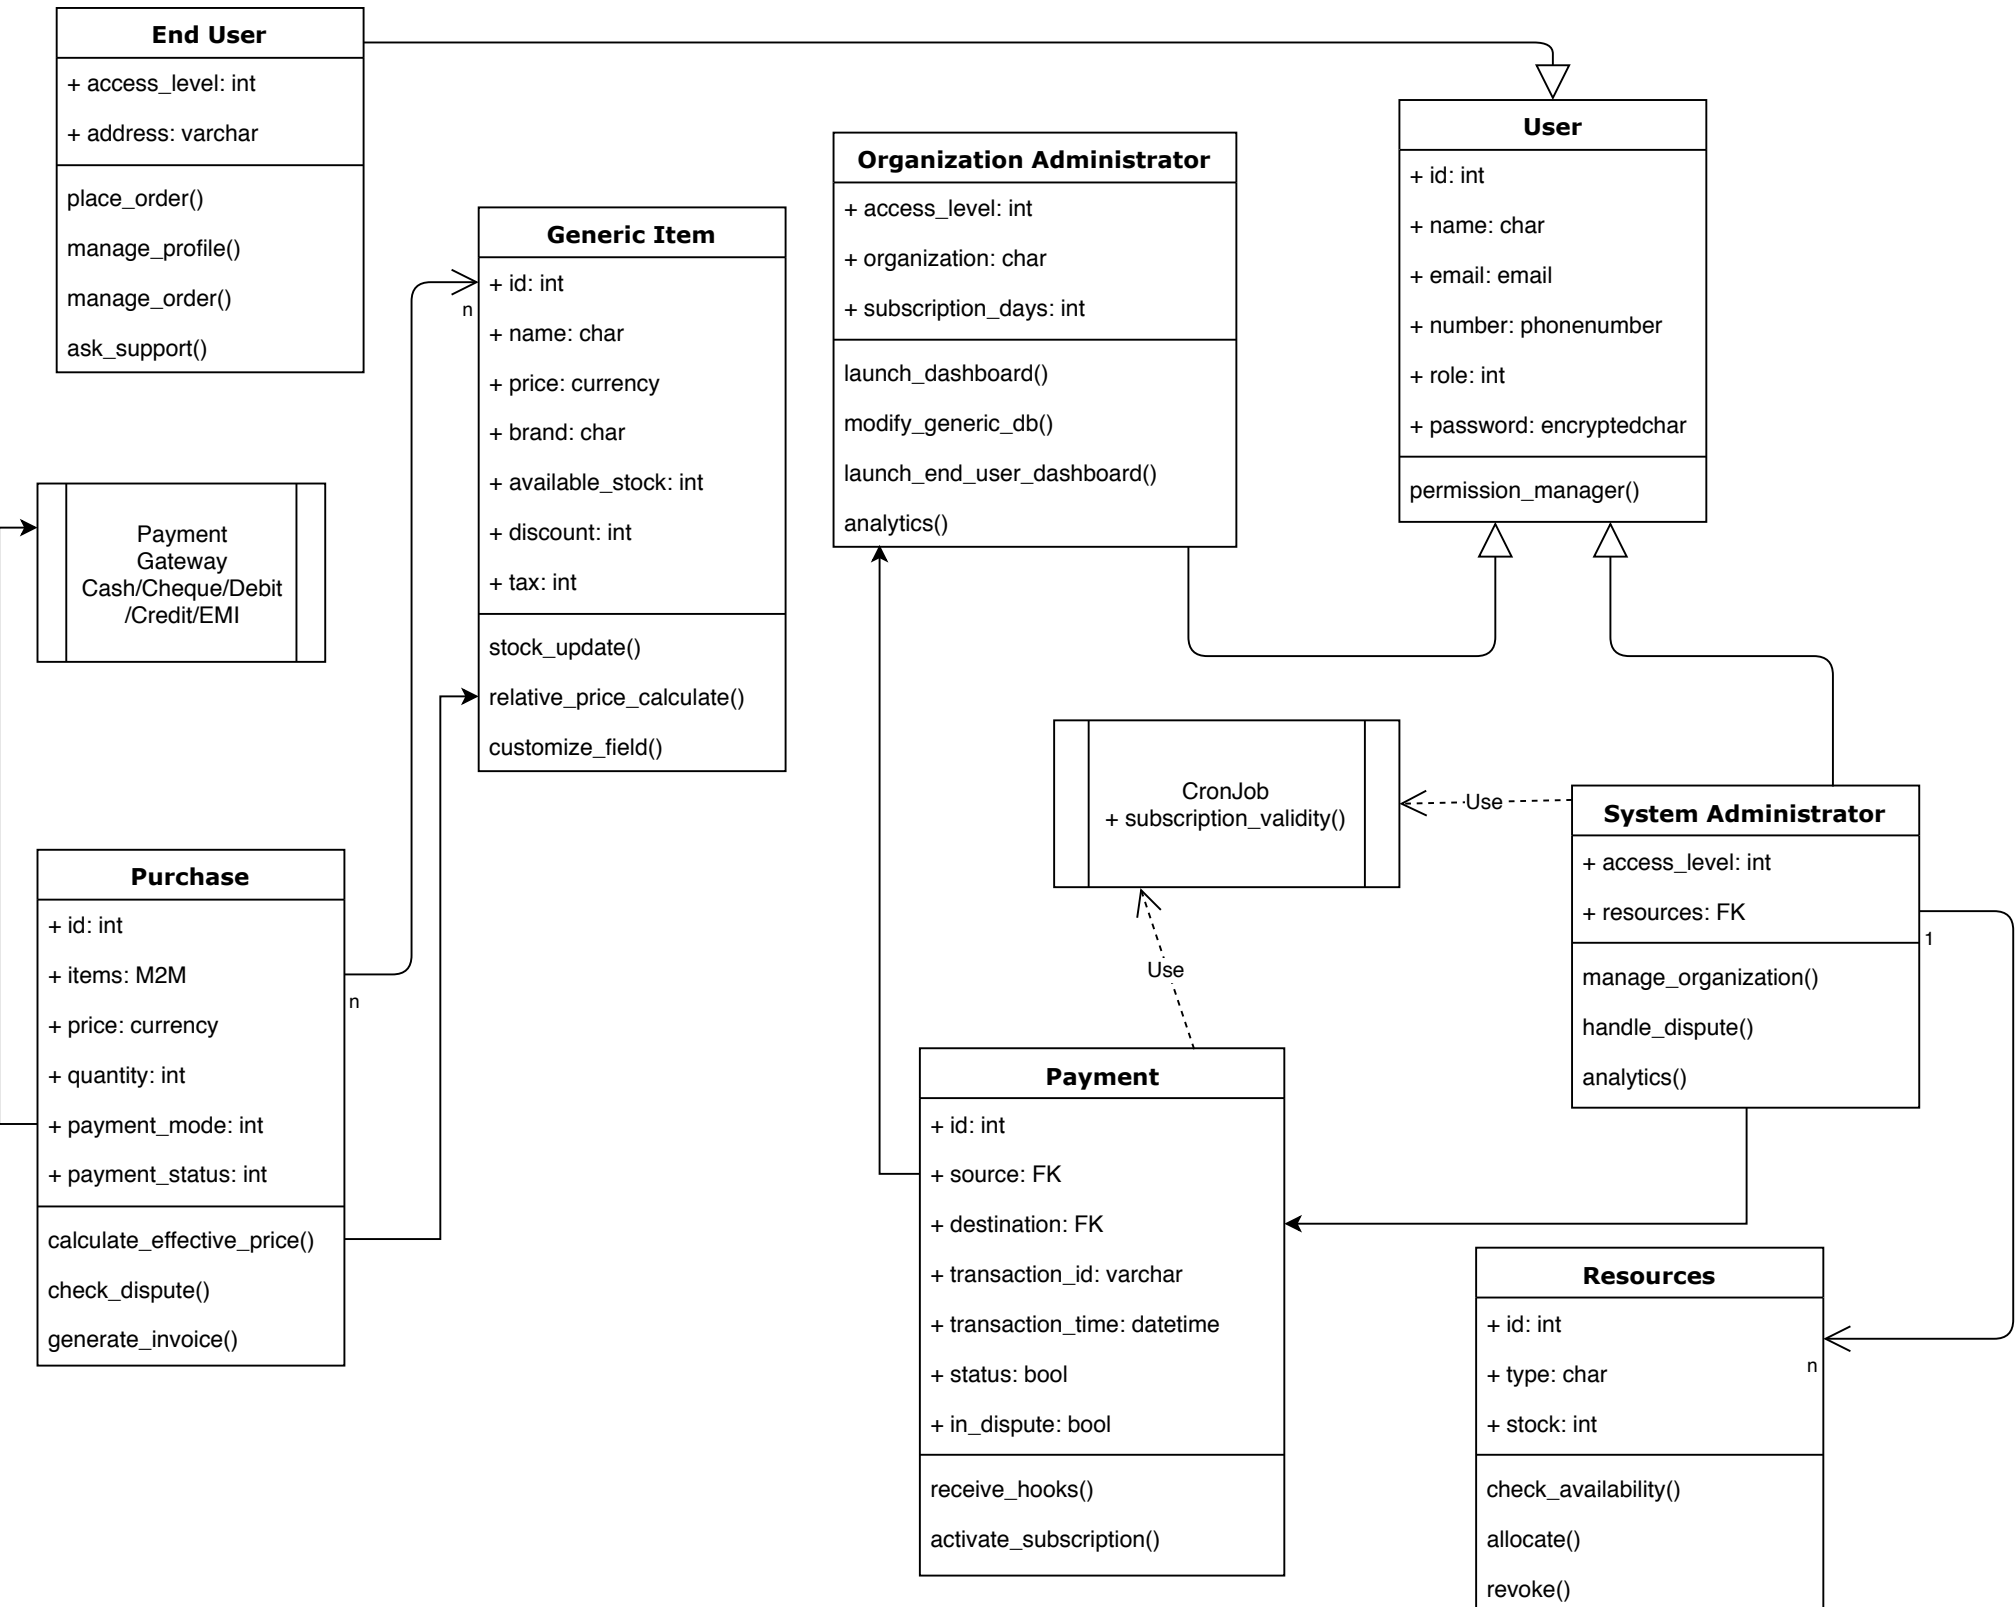 End User
+ access_level: int
+ address: varchar
place_order()
manage_profile()
manage_order()
ask_support()
Generic Item
+ id: int
+ name: char
+ price: currency
+ brand: char
+ available_stock: int
+ discount: int
+ tax: int
stock_update()
relative_price_calculate()
customize_field()
n
Organization Administrator
+ access_level: int
+ organization: char
+ subscription_days: int
launch_dashboard()
modify_generic_db()
launch_end_user_dashboard()
analytics()
User
+ id: int
+ name: char
+ email: email
+ number: phonenumber
+ role: int
+ password: encryptedchar
permission_manager()
Payment
Gateway
Cash/Cheque/Debit
/Credit/EMI
CronJob
+ subscription_validity()
Use
Use
System Administrator
+ access_level: int
+ resources: FK
manage_organization()
handle_dispute()
analytics()
1
Purchase
+ id: int
+ items: M2M
+ price: currency
+ quantity: int
+ payment_mode: int
+ payment_status: int
calculate_effective_price()
check_dispute()
generate_invoice()
n
Payment
+ id: int
+ source: FK
+ destination: FK
+ transaction_id: varchar
+ transaction_time: datetime
+ status: bool
+ in_dispute: bool
receive_hooks()
activate_subscription()
Resources
+ id: int
+ type: char
+ stock: int
check_availability()
allocate()
revoke()
n